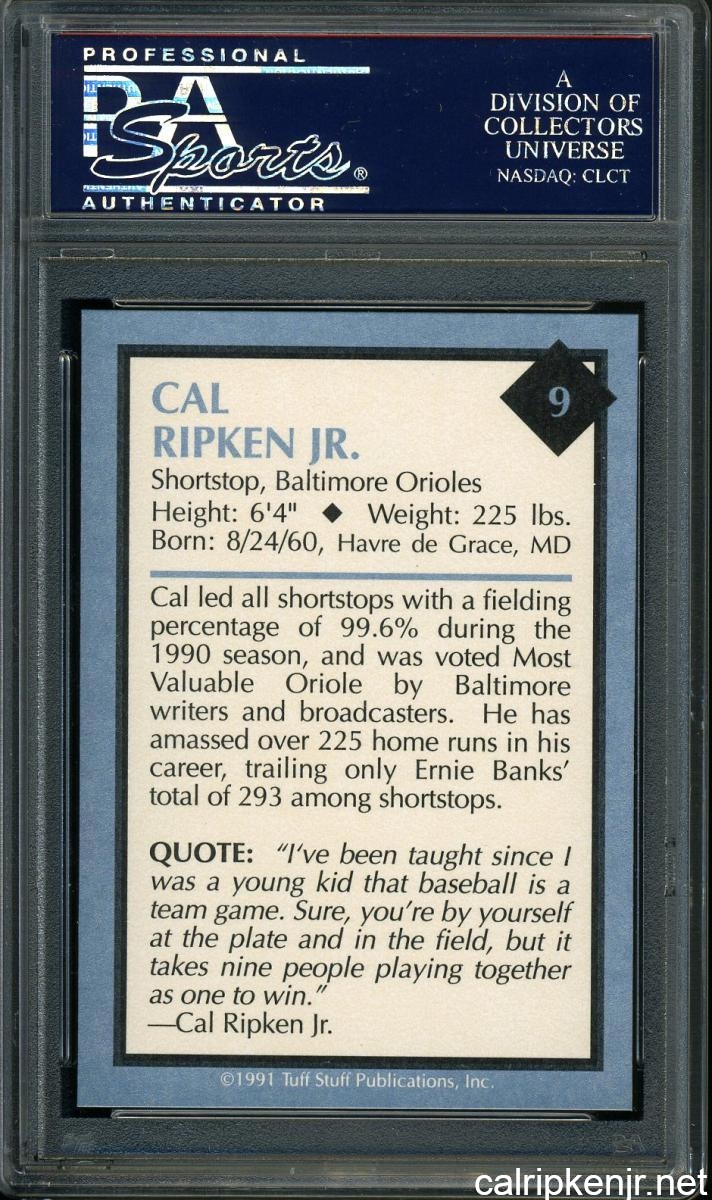 PROFESSIONAL
PSA
Sports®
AUTHENTICATOR
A
DIVISION OF
COLLECTORS
UNIVERSE
NASDAQ: CLCT
9
CAL
RIPKEN JR.
Shortstop, Baltimore Orioles
Height: 6'4" ◆ Weight: 225 lbs.
Born: 8/24/60, Havre de Grace, MD
Cal led all shortstops with a fielding
percentage of 99.6% during the
1990 season, and was voted Most
Valuable Oriole by Baltimore
writers and broadcasters. He has
amassed over 225 home runs in his
career, trailing only Ernie Banks'
total of 293 among shortstops.
QUOTE: "I've been taught since I
was a young kid that baseball is a
team game. Sure, you're by yourself
at the plate and in the field, but it
takes nine people playing together
as one to win."
—Cal Ripken Jr.
©1991 Tuff Stuff Publications, Inc.
calripkenjr.net